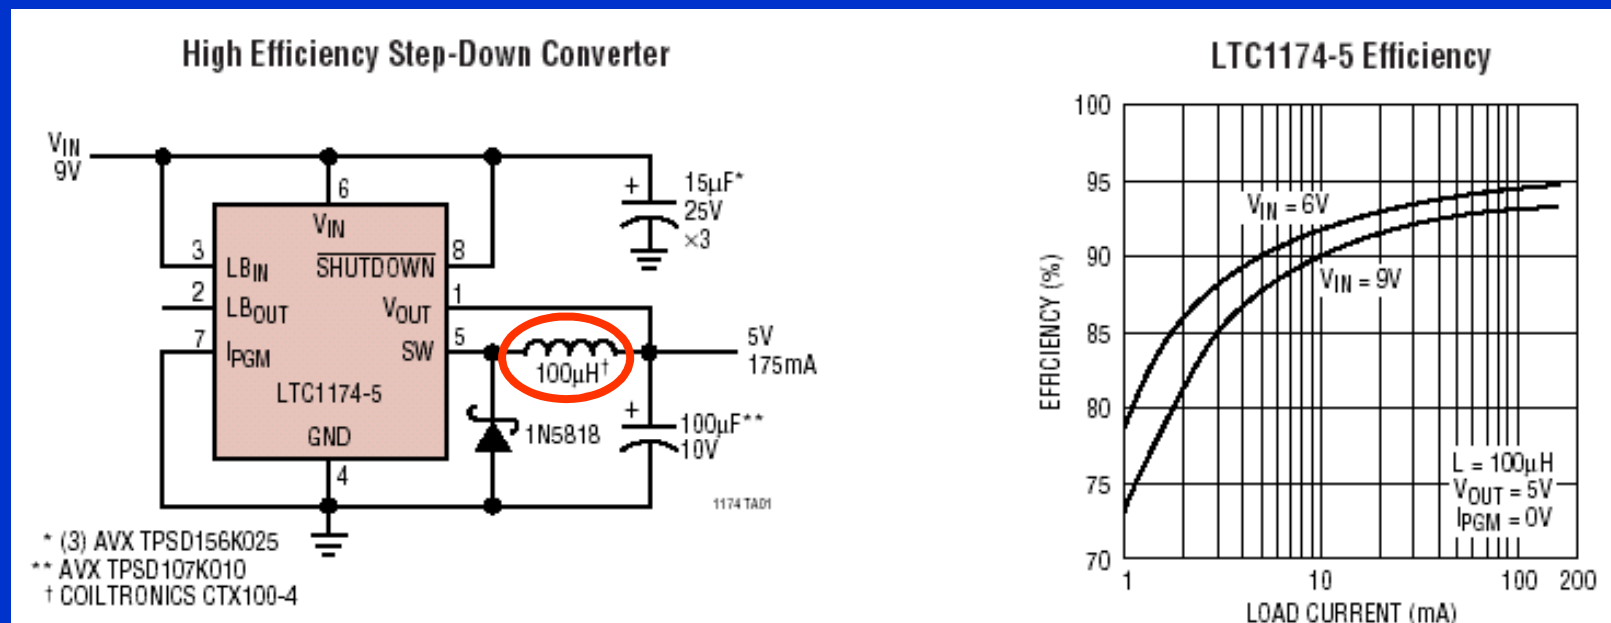 High Efficiency Step-Down Converter
VIN
9V
6
VIN
3
LBIN
SHUTDOWN
8
2
LBOUT
VOUT
1
7
IPGM
SW
5
LTC1174-5
GND
4
15µF*
25V
×3
100µH†
5V
175mA
1N5818
+
+
100µF**
10V
1174 TA01
* (3) AVX TPSD156K025
** AVX TPSD107K010
† COILTRONICS CTX100-4
LTC1174-5 Efficiency
EFFICIENCY (%)
100
95
90
85
80
75
70
VIN = 6V
VIN = 9V
L = 100µH
VOUT = 5V
IPGM = 0V
1
10
100
200
LOAD CURRENT (mA)